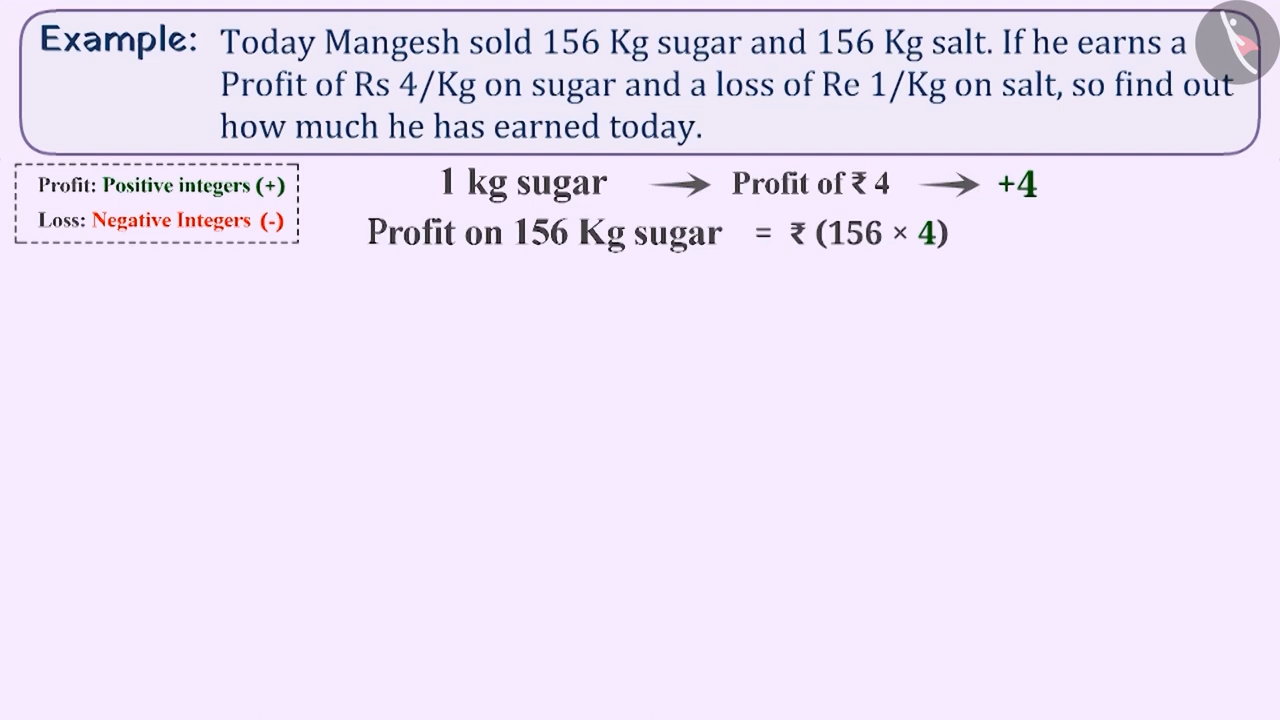 Example: Today Mangesh sold 156 Kg sugar and 156 Kg salt. If he earns a
Profit of Rs 4/Kg on sugar and a loss of Re 1/Kg on salt, so find out
how much he has earned today.
Profit: Positive integers (+)
Loss: Negative Integers (-)
1 kg sugar → Profit of ₹ 4 → +4
Profit on 156 Kg sugar = ₹ (156 × 4)